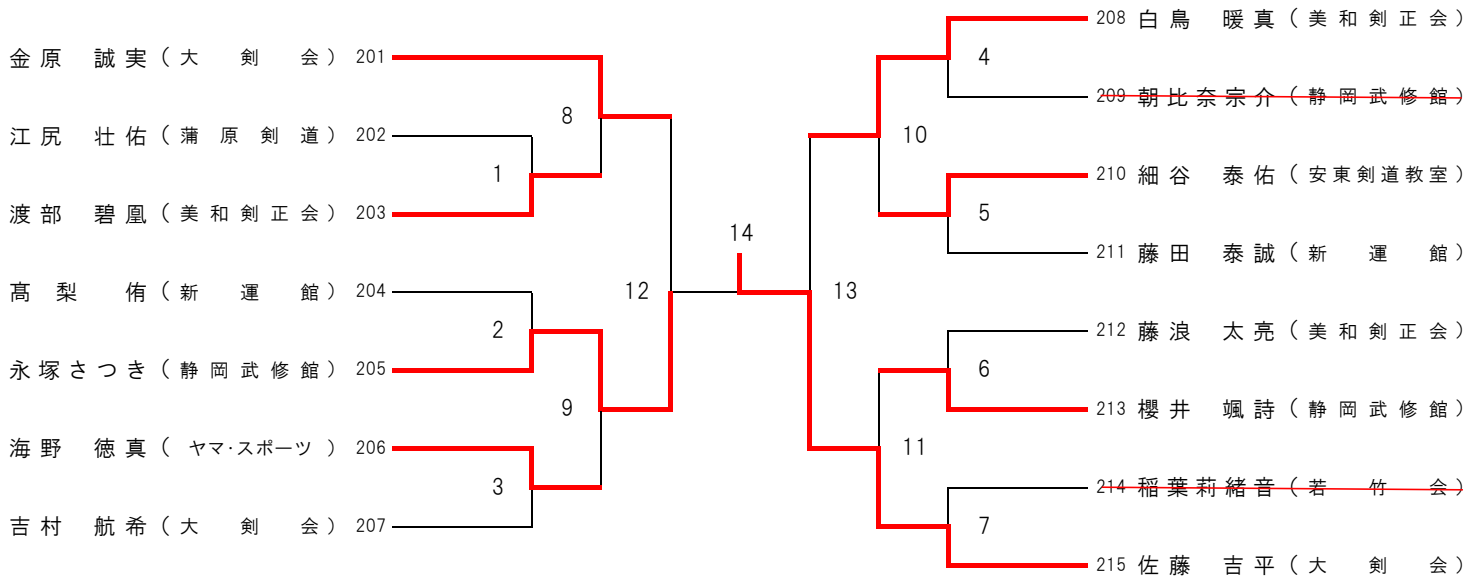 金原 誠実(大剣会) 201
江尻 壮佑(蒲原剣道) 202
渡部 碧凰(美和剣正会) 203
髙梨 侑(新運館) 204
永塚さつき(静岡武修館) 205
海野 徳真(ヤマ・スポーツ) 206
吉村 航希(大剣会) 207
1
2
3
8
9
12
14
13
10
11
4
5
6
7
208 白鳥 暖真(美和剣正会)
209 朝比奈宗介(静岡武修館)
210 細谷 泰佑(安東剣道教室)
211 藤田 泰誠(新運館)
212 藤浪 太亮(美和剣正会)
213 櫻井 颯詩(静岡武修館)
214 稲葉莉緒音(若竹会)
215 佐藤 吉平(大剣会)